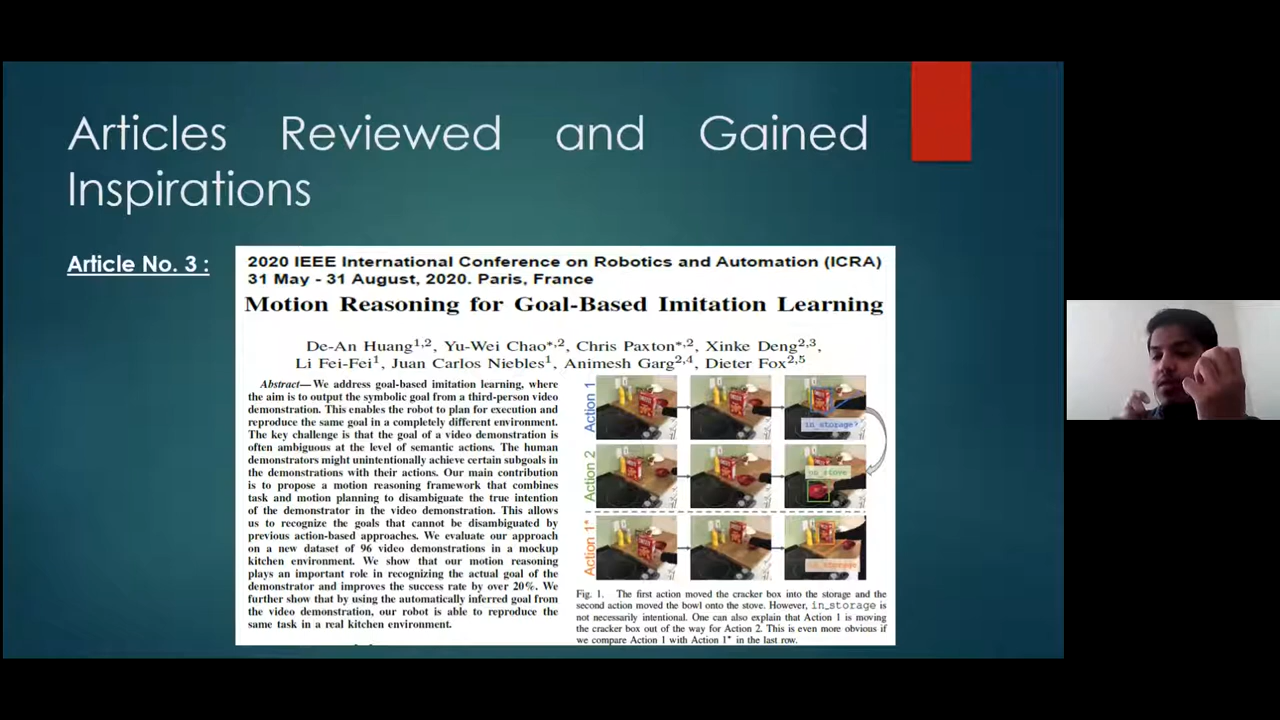 Articles Reviewed and Gained
Inspirations
Article No. 3 :
2020 IEEE International Conference on Robotics and Automation (ICRA)
31 May - 31 August, 2020. Paris, France
Motion Reasoning for Goal-Based Imitation Learning
De-An Huang1,2, Yu-Wei Chao*,2, Chris Paxton*,2, Xinke Deng2,3,
Li Fei-Fei1, Juan Carlos Niebles1, Animesh Garg2,4, Dieter Fox2,5
Abstract—We address goal-based imitation learning, where
the aim is to output the symbolic goal from a third-person video
demonstration. This enables the robot to plan for execution and
reproduce the same goal in a completely different environment.
The key challenge is that the goal of a video demonstration is
often ambiguous at the level of semantic actions. The human
demonstrators might unintentionally achieve certain subgoals in
the demonstrations with their actions. Our main contribution
is to propose a motion reasoning framework that combines
task and motion planning to disambiguate the true intention
of the demonstrator in the video demonstration. This allows
us to recognize the goals that cannot be disambiguated by
previous action-based approaches. We evaluate our approach
on a new dataset of 96 video demonstrations in a mockup
kitchen environment. We show that our motion reasoning
plays an important role in recognizing the actual goal of the
demonstrator and improves the success rate by over 20%. We
further show that by using the automatically inferred goal from
the video demonstration, our robot is able to reproduce the
same task in a real kitchen environment.
Action 1
in_storage?
Action 2
on_stove
Action 1*
Fig. 1. The first action moved the cracker box into the storage and the
second action moved the bowl onto the stove. However, in_storage is
not necessarily intentional. One can also explain that Action 1 is moving
the cracker box out of the way for Action 2. This is even more obvious if
we compare Action 1 with Action 1* in the last row.